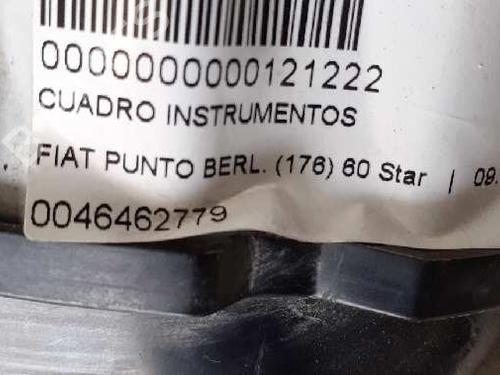 0000000000121222
CUADRO INSTRUMENTOS
FIAT PUNTO BERL. (176) 60 Star | 09.
0046462779